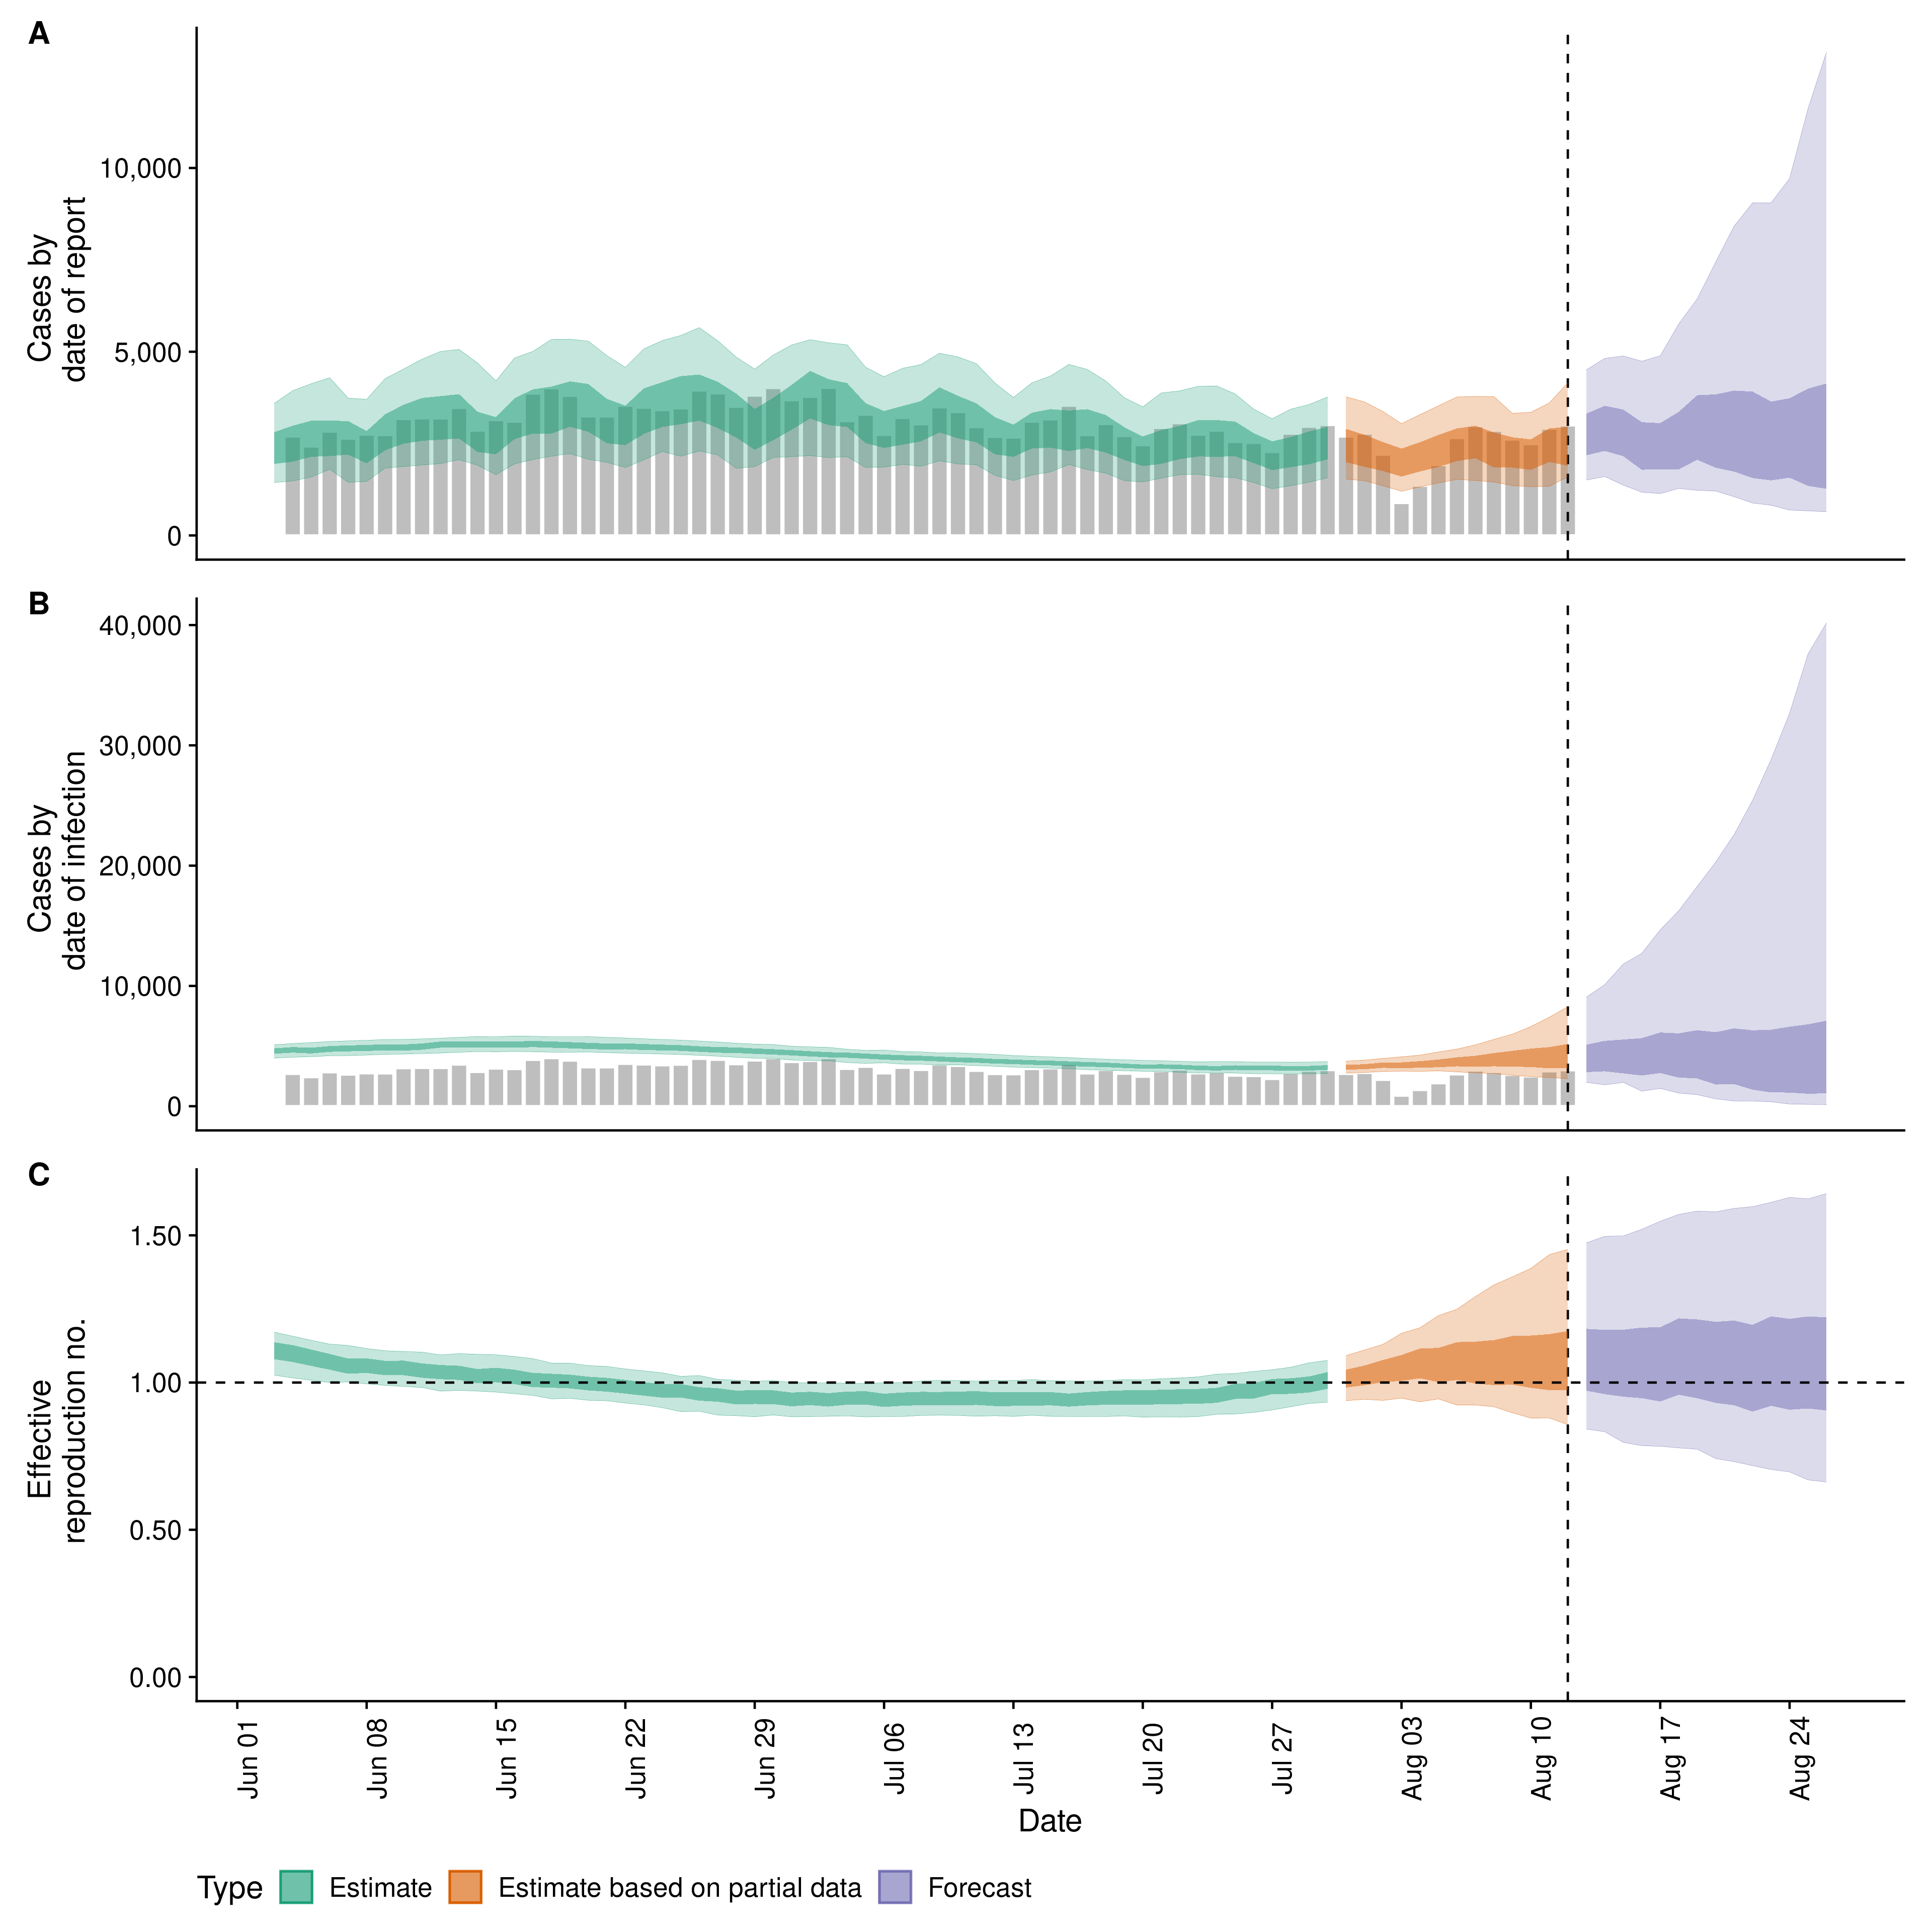 A
Cases by
date of report
10,000
5,000
0
B
Cases by
date of infection
40,000
30,000
20,000
10,000
0
C
Effective
reproduction no.
1.50
1.00
0.50
0.00
Jun 01
Jun 08
Jun 15
Jun 22
Jun 29
Jul 06
Jul 13
Jul 20
Jul 27
Aug 03
Aug 10
Aug 17
Aug 24
Date
Type Estimate Estimate based on partial data Forecast